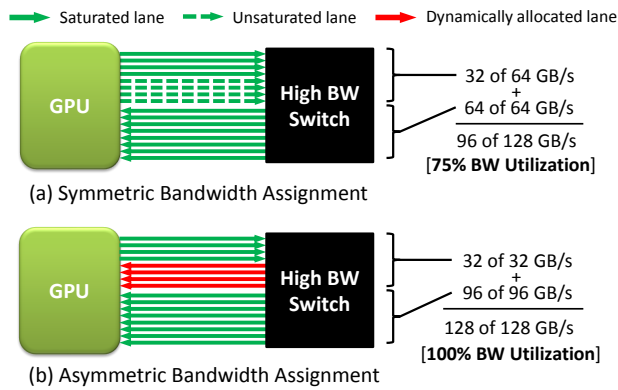 Saturated lane Unsaturated lane Dynamically allocated lane
GPU
High BW
Switch
32 of 64 GB/s
+
64 of 64 GB/s
96 of 128 GB/s
[75% BW Utilization]
(a) Symmetric Bandwidth Assignment
GPU
High BW
Switch
32 of 32 GB/s
+
96 of 96 GB/s
128 of 128 GB/s
[100% BW Utilization]
(b) Asymmetric Bandwidth Assignment